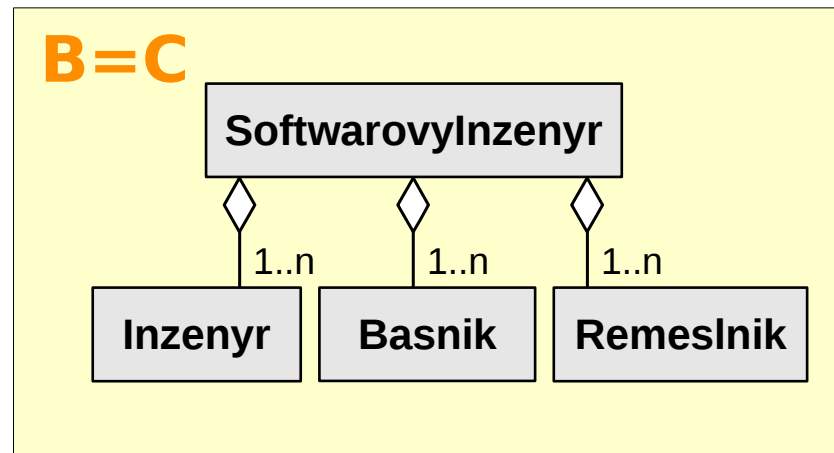 B=C
SoftwarovyInzenyr
1..n 1..n 1..n
Inzenyr Basnik Remeslnik